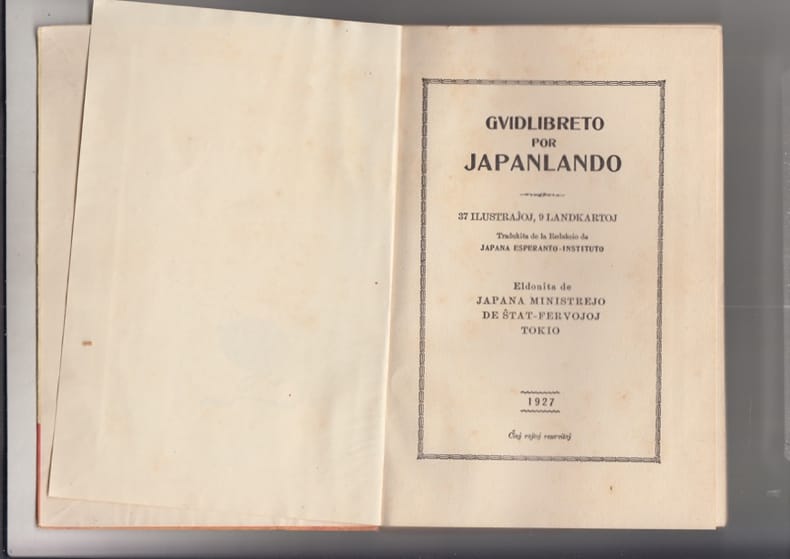 GVIDLIBRETO
POR
JAPANLANDO
37 ILUSTRAĴOJ, 9 LANDKARTOJ
Tradukita de la Redakcio de
JAPANA ESPERANTO-INSTITUTO
Eldonita de
JAPANA MINISTREJO
DE ŜTAT-FERVOJOJ
TOKIO
1927
Ĉiuj rajtoj rezervitaj